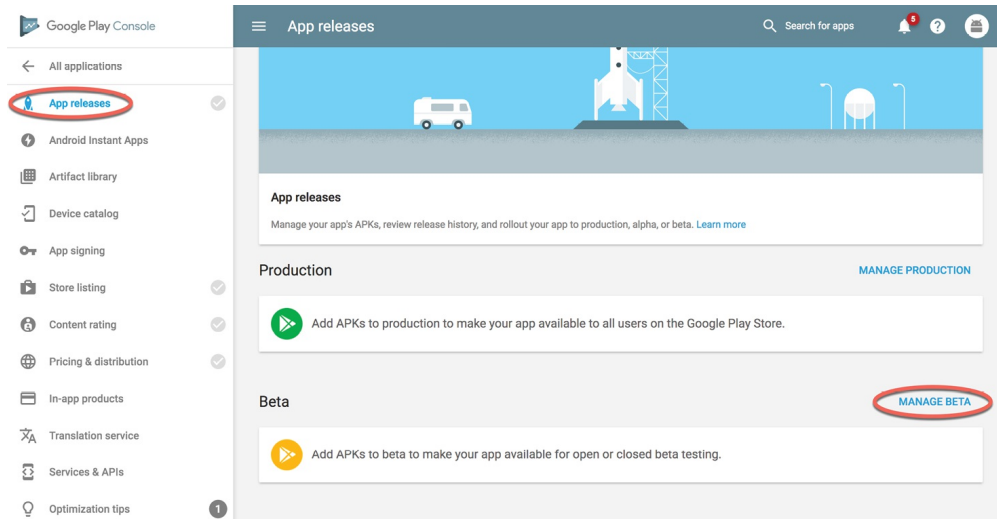 Google Play Console
App releases
Search for apps
5
?
All applications
App releases
Android Instant Apps
Artifact library
Device catalog
App signing
Store listing
Content rating
Pricing & distribution
In-app products
Translation service
Services & APIs
Optimization tips
1
App releases
Manage your app's APKs, review release history, and rollout your app to production, alpha, or beta. Learn more
Production
MANAGE PRODUCTION
Add APKs to production to make your app available to all users on the Google Play Store.
Beta
MANAGE BETA
Add APKs to beta to make your app available for open or closed beta testing.